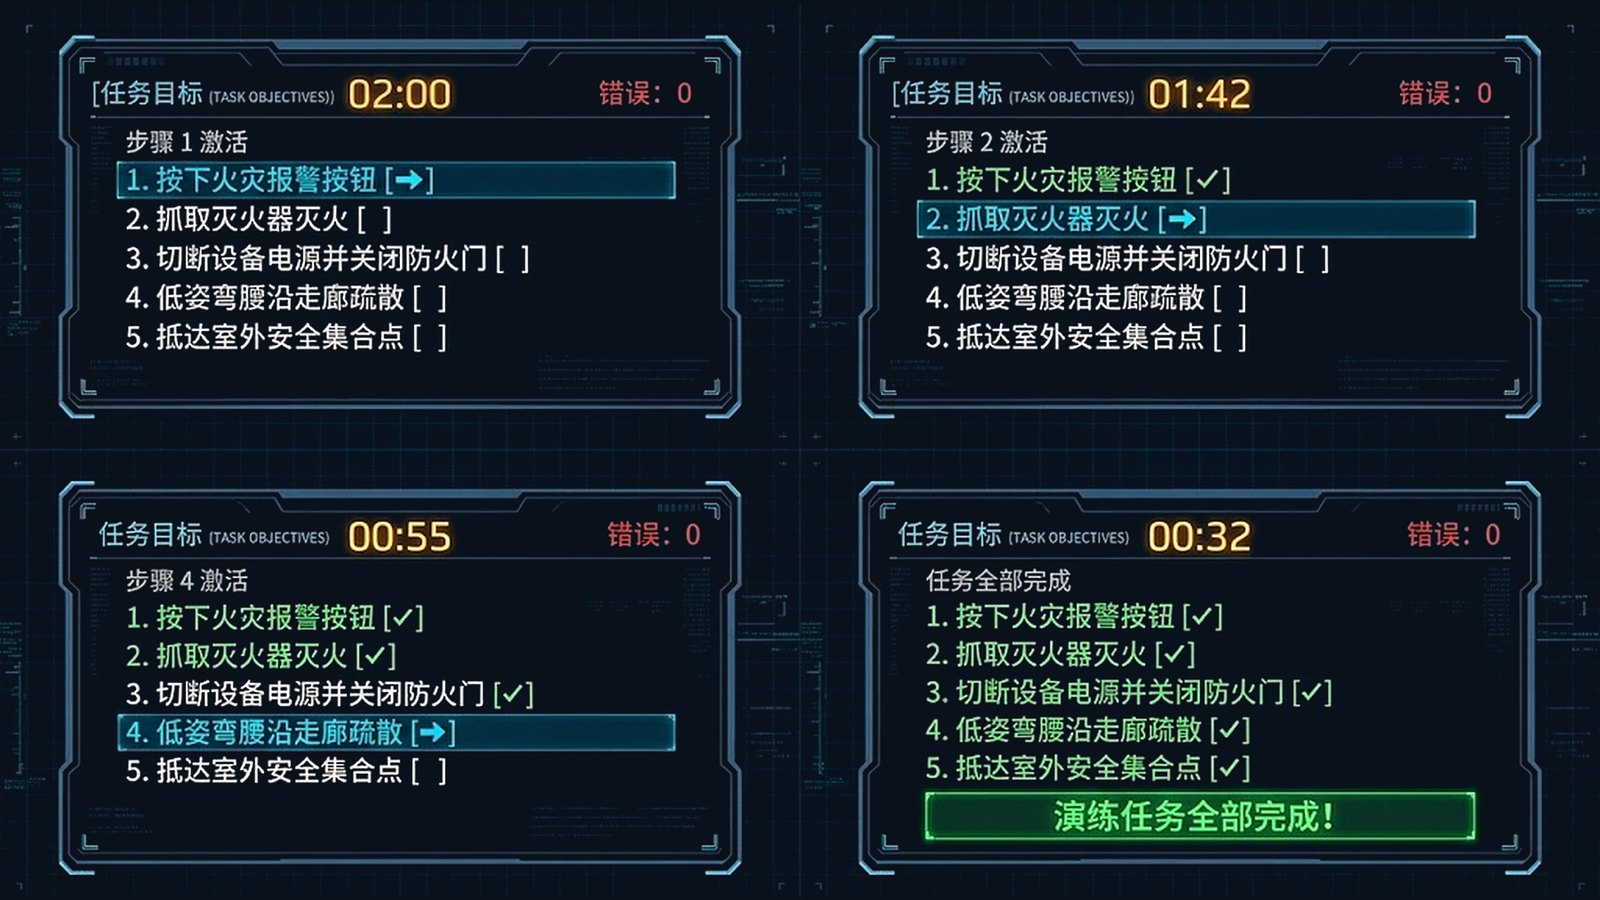 [任务目标 (TASK OBJECTIVES)) 02:00 错误：0
步骤 1 激活
1. 按下火灾报警按钮 [→]
2. 抓取灭火器灭火 [ ]
3. 切断设备电源并关闭防火门 [ ]
4. 低姿弯腰沿走廊疏散 [ ]
5. 抵达室外安全集合点 [ ]
[任务目标 (TASK OBJECTIVES)) 01:42 错误：0
步骤 2 激活
1. 按下火灾报警按钮 [✓]
2. 抓取灭火器灭火 [→]
3. 切断设备电源并关闭防火门 [ ]
4. 低姿弯腰沿走廊疏散 [ ]
5. 抵达室外安全集合点 [ ]
任务目标 (TASK OBJECTIVES) 00:55 错误：0
步骤 4 激活
1. 按下火灾报警按钮 [✓]
2. 抓取灭火器灭火 [✓]
3. 切断设备电源并关闭防火门 [✓]
4. 低姿弯腰沿走廊疏散 [→]
5. 抵达室外安全集合点 [ ]
任务目标 (TASK OBJECTIVES) 00:32 错误：0
任务全部完成
1. 按下火灾报警按钮 [✓]
2. 抓取灭火器灭火 [✓]
3. 切断设备电源并关闭防火门 [✓]
4. 低姿弯腰沿走廊疏散 [✓]
5. 抵达室外安全集合点 [✓]
演练任务全部完成！